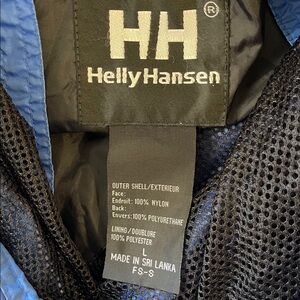 HH®
Helly Hansen
OUTER SHELL/EXTERIEUR
Face:
Endroit: 100% NYLON
Back:
Envers: 100% POLYURETHANE
LINING/DOUBLURE
100% POLYESTER
L
MADE IN SRI LANKA
FS-S